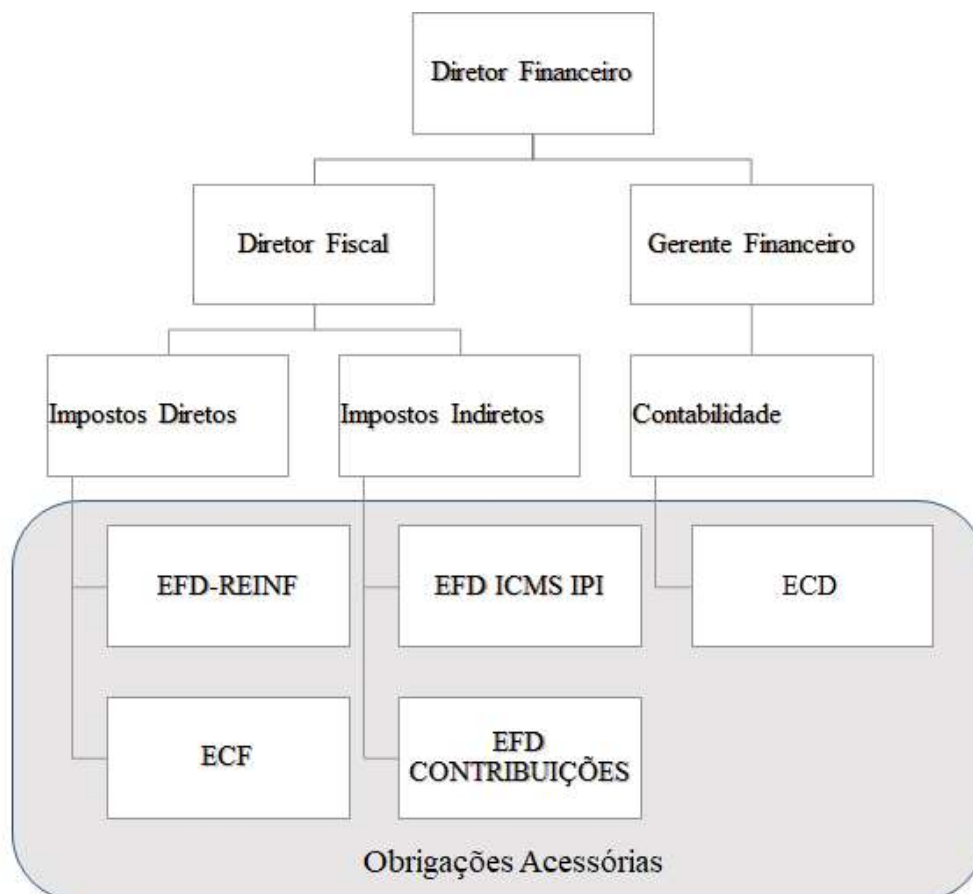 Diretor Financeiro
Diretor Fiscal
Gerente Financeiro
Impostos Diretos
Impostos Indiretos
Contabilidade
EFD-REINF
EFD ICMS IPI
ECD
ECF
EFD
CONTRIBUIÇÕES
Obrigações Acessórias